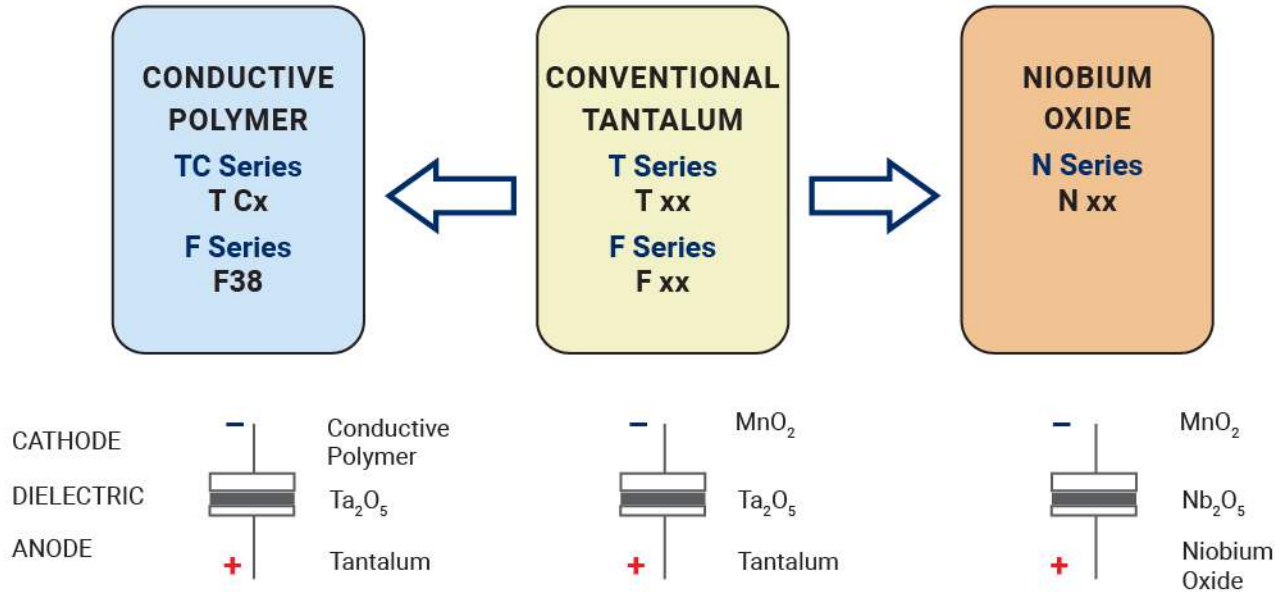 CONDUCTIVE
POLYMER
TC Series
T Cx
F Series
F38
CONVENTIONAL
TANTALUM
T Series
T xx
F Series
F xx
NIOBIUM
OXIDE
N Series
N xx
CATHODE
DIELECTRIC
ANODE
−
Conductive
Polymer
Ta₂O₅
+
Tantalum
−
MnO₂
Ta₂O₅
+
Tantalum
−
MnO₂
Nb₂O₅
+
Niobium
Oxide